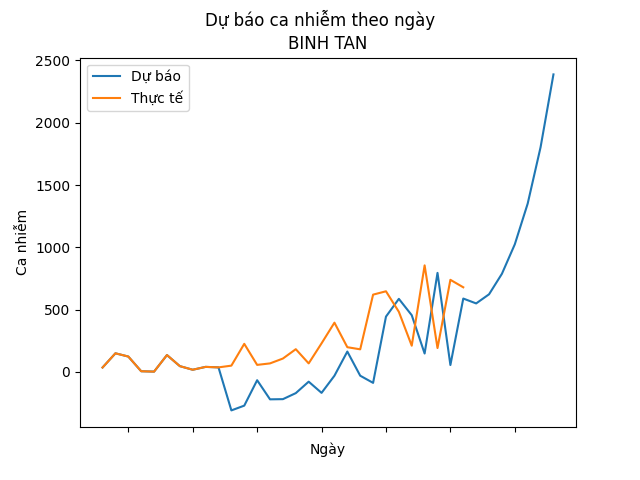 Dự báo ca nhiễm theo ngày
BINH TAN
Dự báo
Thực tế
2500
2000
1500
1000
500
0
Ca nhiễm
Ngày